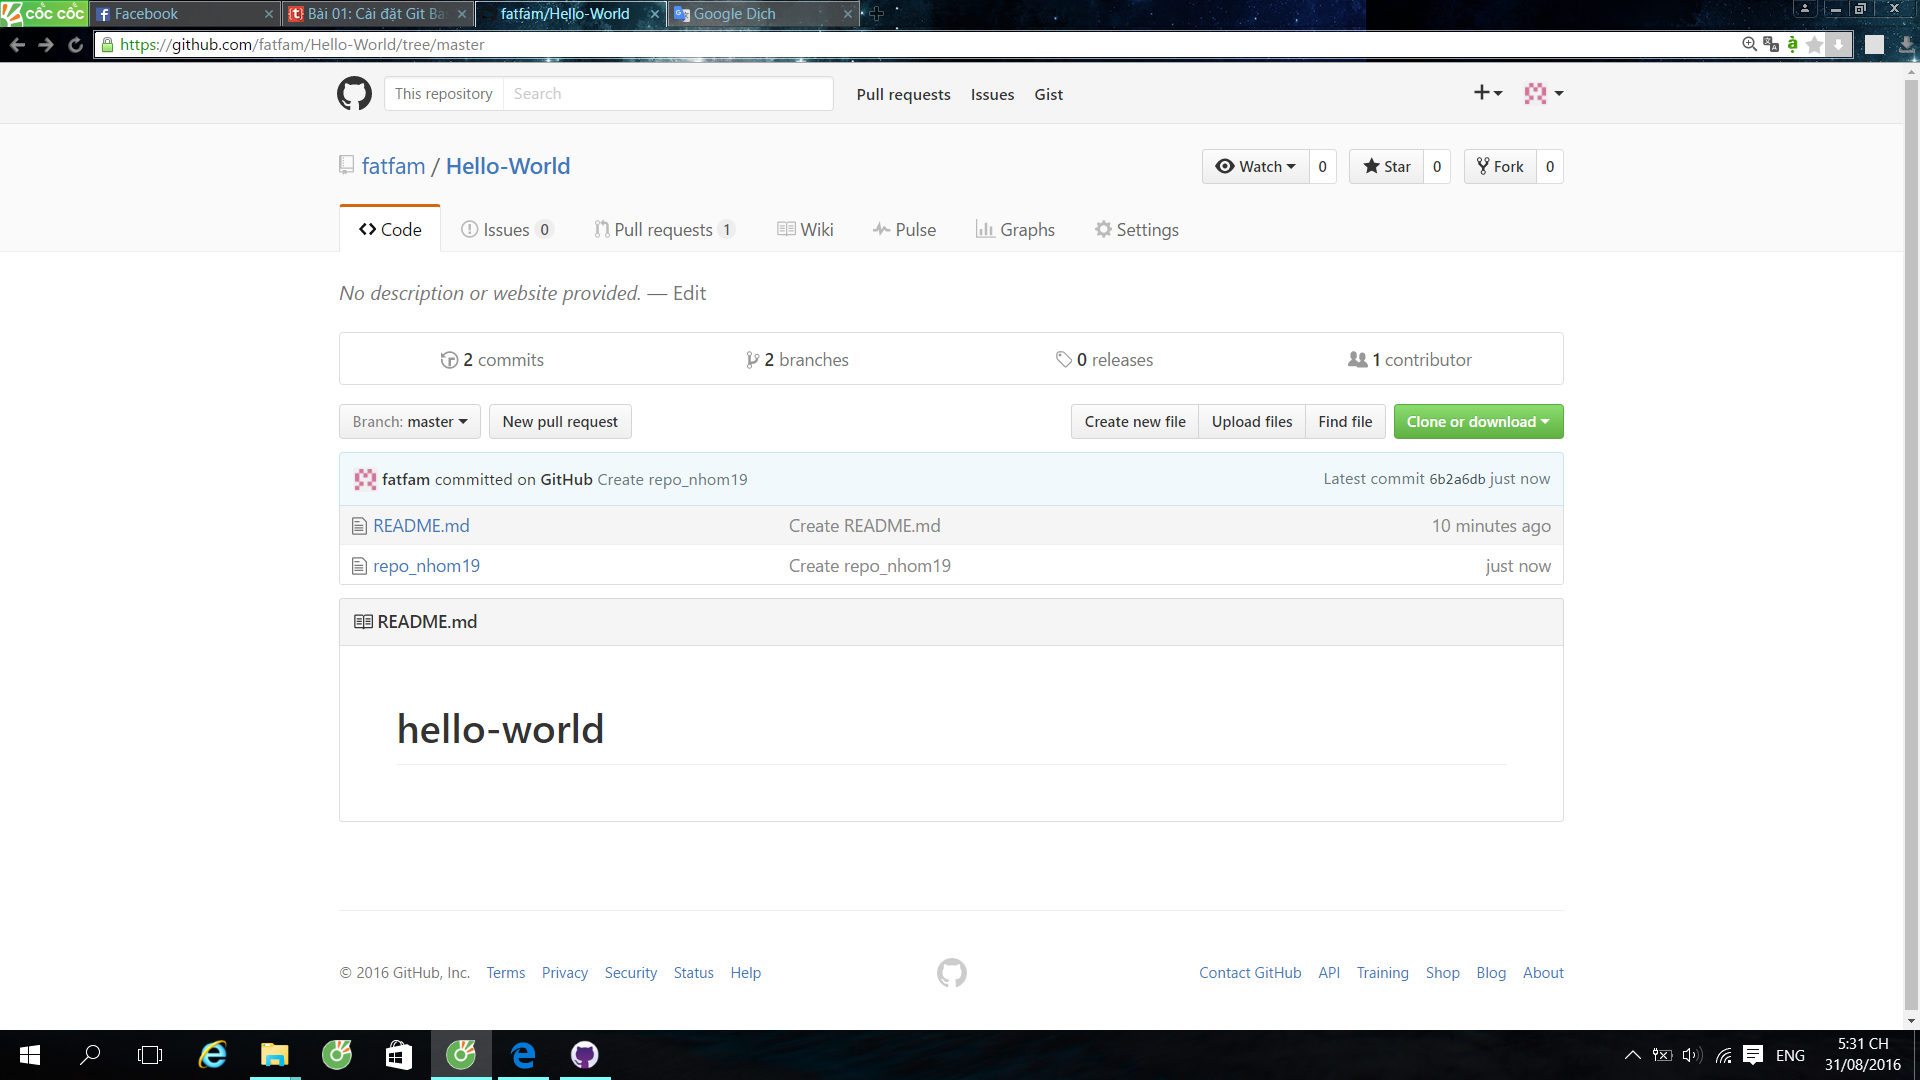 cốc cốc Facebook Bài 01: Cài đặt Git Ba fatfam/Hello-World Google Dịch
https://github.com/fatfam/Hello-World/tree/master
This repository Search Pull requests Issues Gist
fatfam / Hello-World Watch 0 Star 0 Fork 0
Code Issues 0 Pull requests 1 Wiki Pulse Graphs Settings
No description or website provided. — Edit
2 commits 2 branches 0 releases 1 contributor
Branch: master New pull request Create new file Upload files Find file Clone or download
fatfam committed on GitHub Create repo_nhom19 Latest commit 6b2a6db just now
README.md Create README.md 10 minutes ago
repo_nhom19 Create repo_nhom19 just now
README.md
hello-world
© 2016 GitHub, Inc. Terms Privacy Security Status Help Contact GitHub API Training Shop Blog About
ENG 5:31 CH
31/08/2016